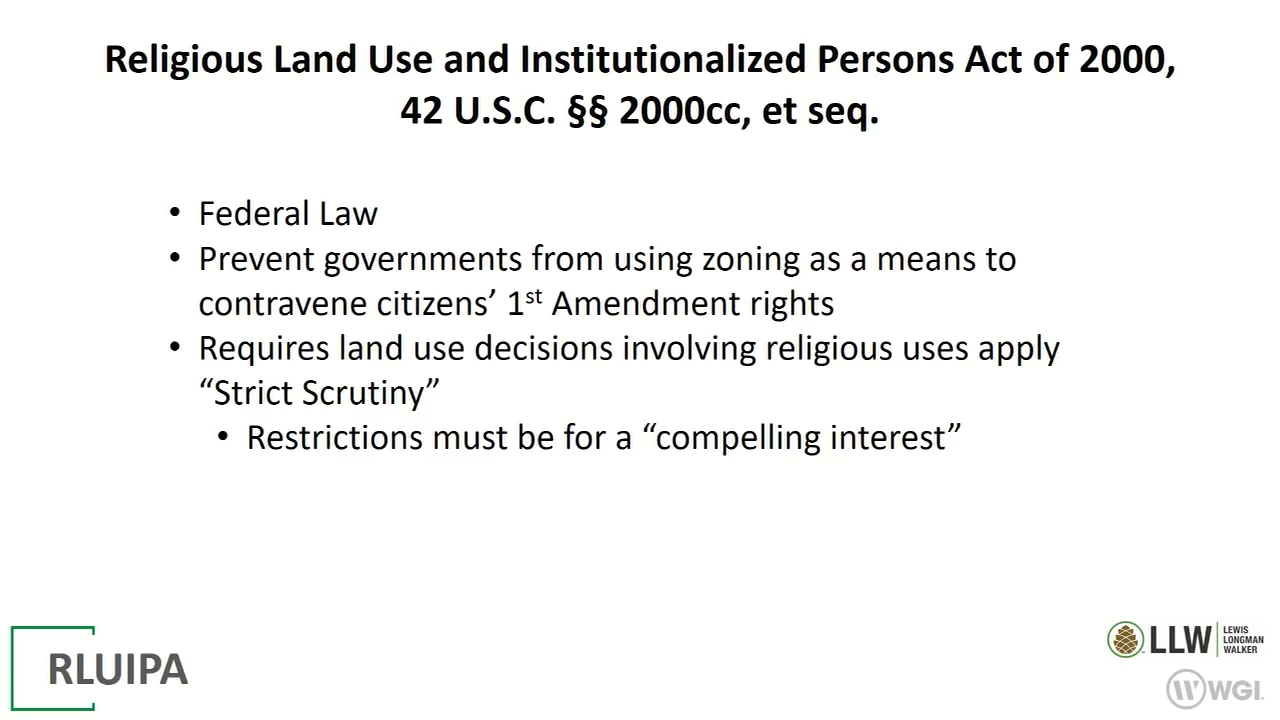 Religious Land Use and Institutionalized Persons Act of 2000,
42 U.S.C. §§ 2000cc, et seq.
• Federal Law
• Prevent governments from using zoning as a means to
contravene citizens’ 1st Amendment rights
• Requires land use decisions involving religious uses apply
“Strict Scrutiny”
• Restrictions must be for a “compelling interest”
RLUIPA
LLW
LEWIS
LONGMAN
WALKER
WGI